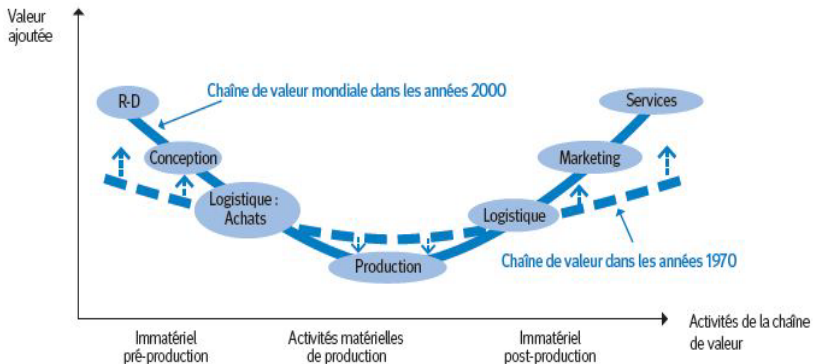 Valeur
ajoutée
R-D
Chaîne de valeur mondiale dans les années 2000
Services
Conception
Marketing
Logistique :
Achats
Logistique
Production
Chaîne de valeur dans les années 1970
Activités de la chaîne
de valeur
Immatériel
pré-production
Activités matérielles
de production
Immatériel
post-production